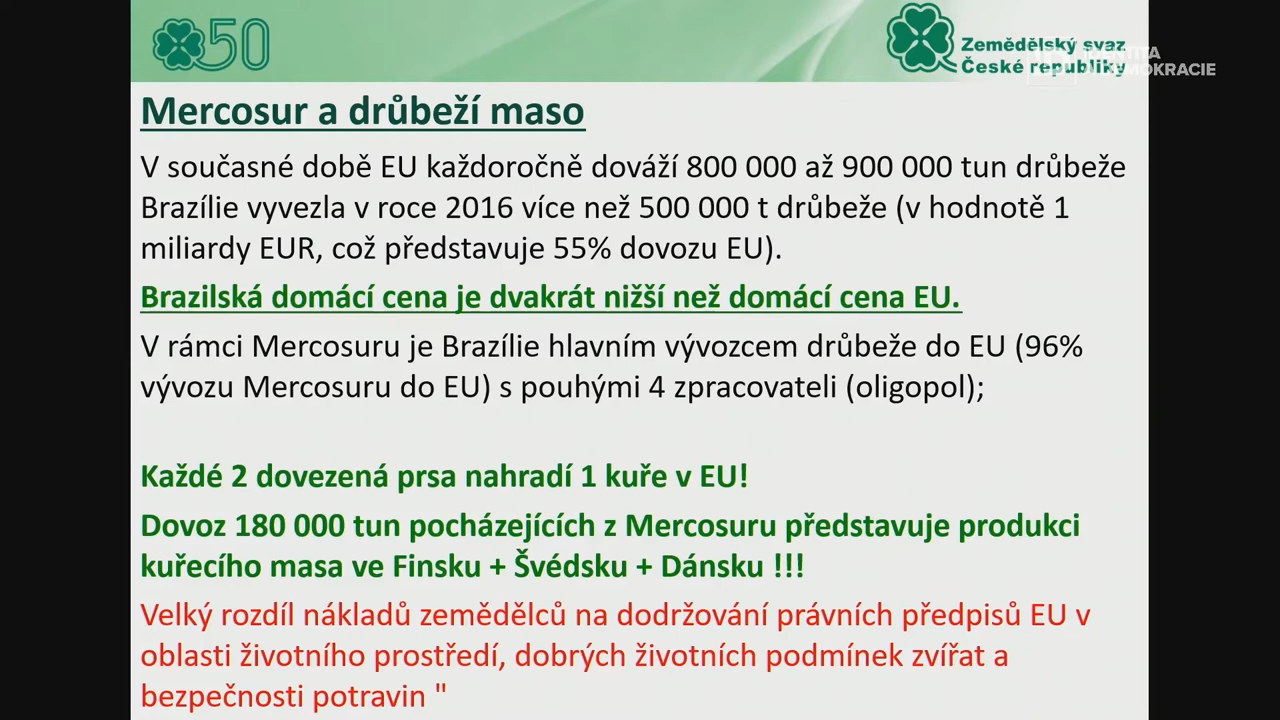 50
Zemědělský svaz
České republiky
Mercosur a drůbeží maso
V současné době EU každoročně dováží 800 000 až 900 000 tun drůbeže
Brazílie vyvezla v roce 2016 více než 500 000 t drůbeže (v hodnotě 1
miliardy EUR, což představuje 55% dovozu EU).
Brazilská domácí cena je dvakrát nižší než domácí cena EU.
V rámci Mercosuru je Brazílie hlavním vývozcem drůbeže do EU (96%
vývozu Mercosuru do EU) s pouhými 4 zpracovateli (oligopol);
Každé 2 dovezená prsa nahradí 1 kuře v EU!
Dovoz 180 000 tun pocházejících z Mercosuru představuje produkci
kuřecího masa ve Finsku + Švédsku + Dánsku !!!
Velký rozdíl nákladů zemědělců na dodržování právních předpisů EU v
oblasti životního prostředí, dobrých životních podmínek zvířat a
bezpečnosti potravin "